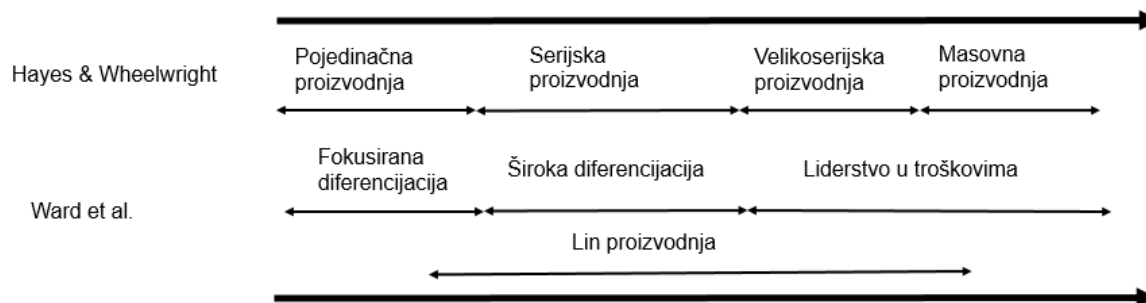 Hayes & Wheelwright
Pojedinačna
proizvodnja
Serijska
proizvodnja
Velikoserijska
proizvodnja
Masovna
proizvodnja
Ward et al.
Fokusirana
diferencijacija
Široka diferencijacija
Liderstvo u troškovima
Lin proizvodnja